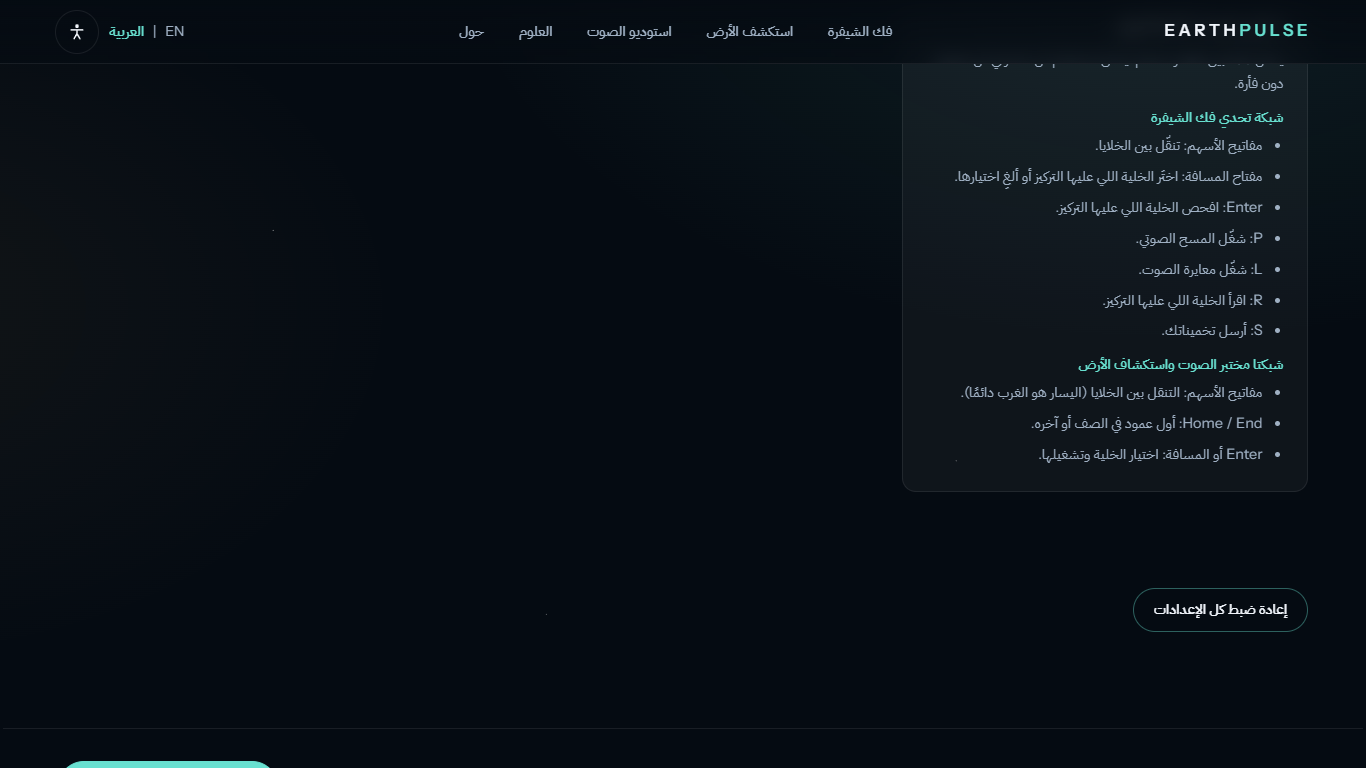 EARTHPULSE
فك الشيفرة
استكشف الأرض
استوديو الصوت
العلوم
حول
EN | العربية
دون فأرة.
شبكة تحدي فك الشيفرة
مفاتيح الأسهم: تنقّل بين الخلايا.
مفتاح المسافة: اختَر الخلية اللي عليها التركيز أو ألغِ اختيارها.
Enter: افحص الخلية اللي عليها التركيز.
P: شغّل المسح الصوتي.
L: شغّل معايرة الصوت.
R: اقرأ الخلية اللي عليها التركيز.
S: أرسل تخميناتك.
شبكتا مختبر الصوت واستكشاف الأرض
مفاتيح الأسهم: التنقل بين الخلايا (اليسار هو الغرب دائمًا).
Home / End: أول عمود في الصف أو آخره.
Enter أو المسافة: اختيار الخلية وتشغيلها.
إعادة ضبط كل الإعدادات